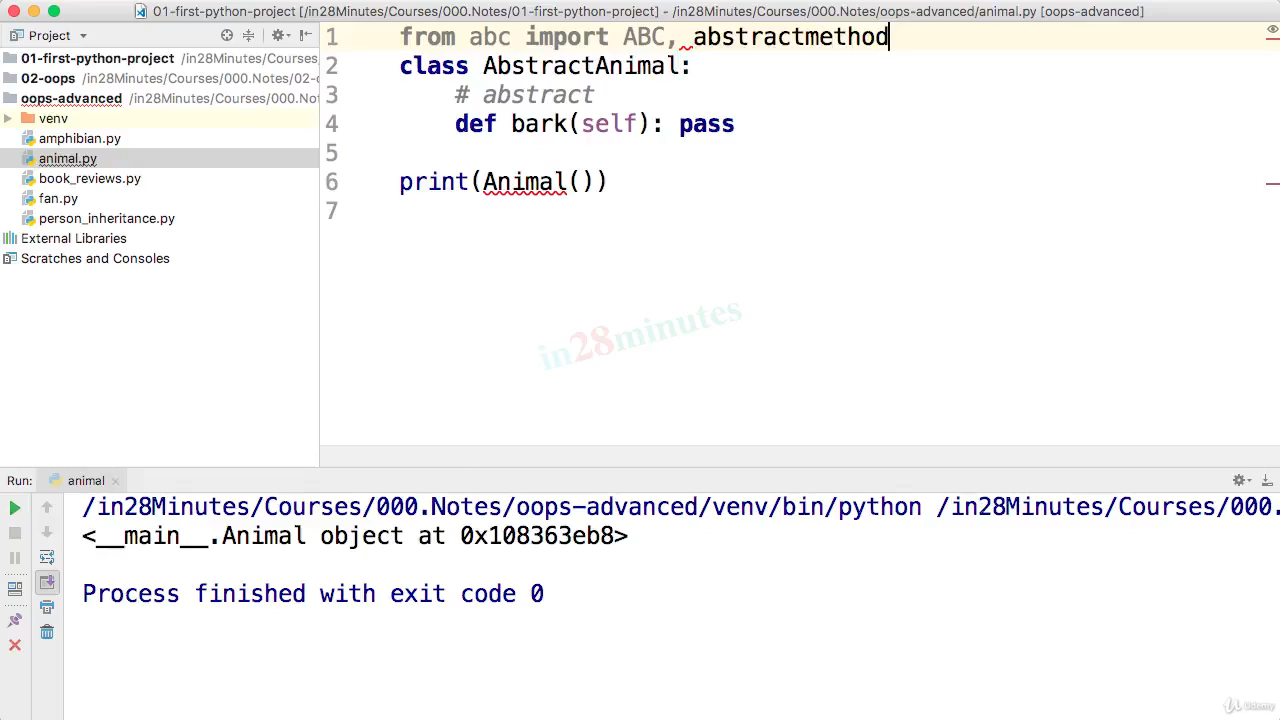 01-first-python-project [/in28Minutes/Courses/000.Notes/01-first-python-project] - /in28Minutes/Courses/000.Notes/oops-advanced/animal.py [oops-advanced]
Project
01-first-python-project /in28Minutes/Courses
02-oops /in28Minutes/Courses/000.Notes/02-o
oops-advanced /in28Minutes/Courses/000.Not
venv
amphibian.py
animal.py
book_reviews.py
fan.py
person_inheritance.py
External Libraries
Scratches and Consoles
1 from abc import ABC, abstractmethod
2 class AbstractAnimal:
3 # abstract
4 def bark(self): pass
5
6 print(Animal())
7
in28minutes
Run: animal
/in28Minutes/Courses/000.Notes/oops-advanced/venv/bin/python /in28Minutes/Courses/000.
<__main__.Animal object at 0x108363eb8>
Process finished with exit code 0
Udemy